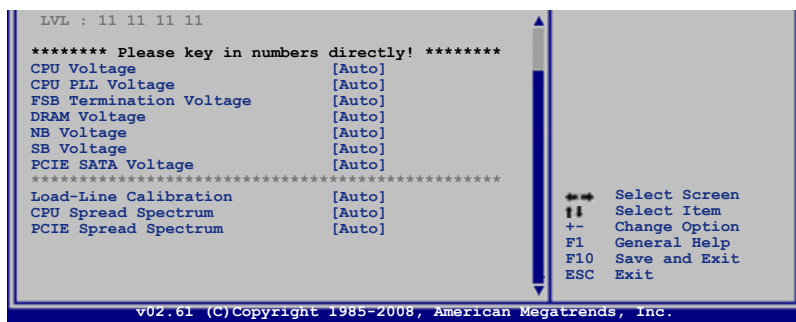 LVL : 11 11 11 11
******** Please key in numbers directly! ********
CPU Voltage [Auto]
CPU PLL Voltage [Auto]
FSB Termination Voltage [Auto]
DRAM Voltage [Auto]
NB Voltage [Auto]
SB Voltage [Auto]
PCIE SATA Voltage [Auto]
*************************************************
Load-Line Calibration [Auto]
CPU Spread Spectrum [Auto]
PCIE Spread Spectrum [Auto]
←→ Select Screen
↑↓ Select Item
+- Change Option
F1 General Help
F10 Save and Exit
ESC Exit
v02.61 (C)Copyright 1985-2008, American Megatrends, Inc.